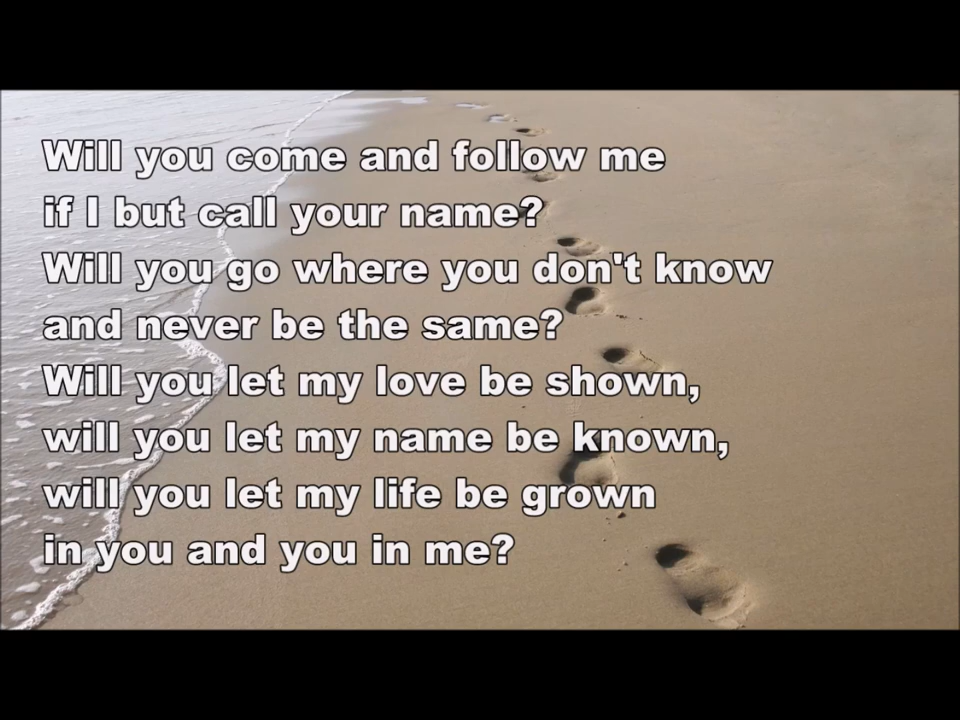 Will you come and follow me
if I but call your name?
Will you go where you don't know
and never be the same?
Will you let my love be shown,
will you let my name be known,
will you let my life be grown
in you and you in me?